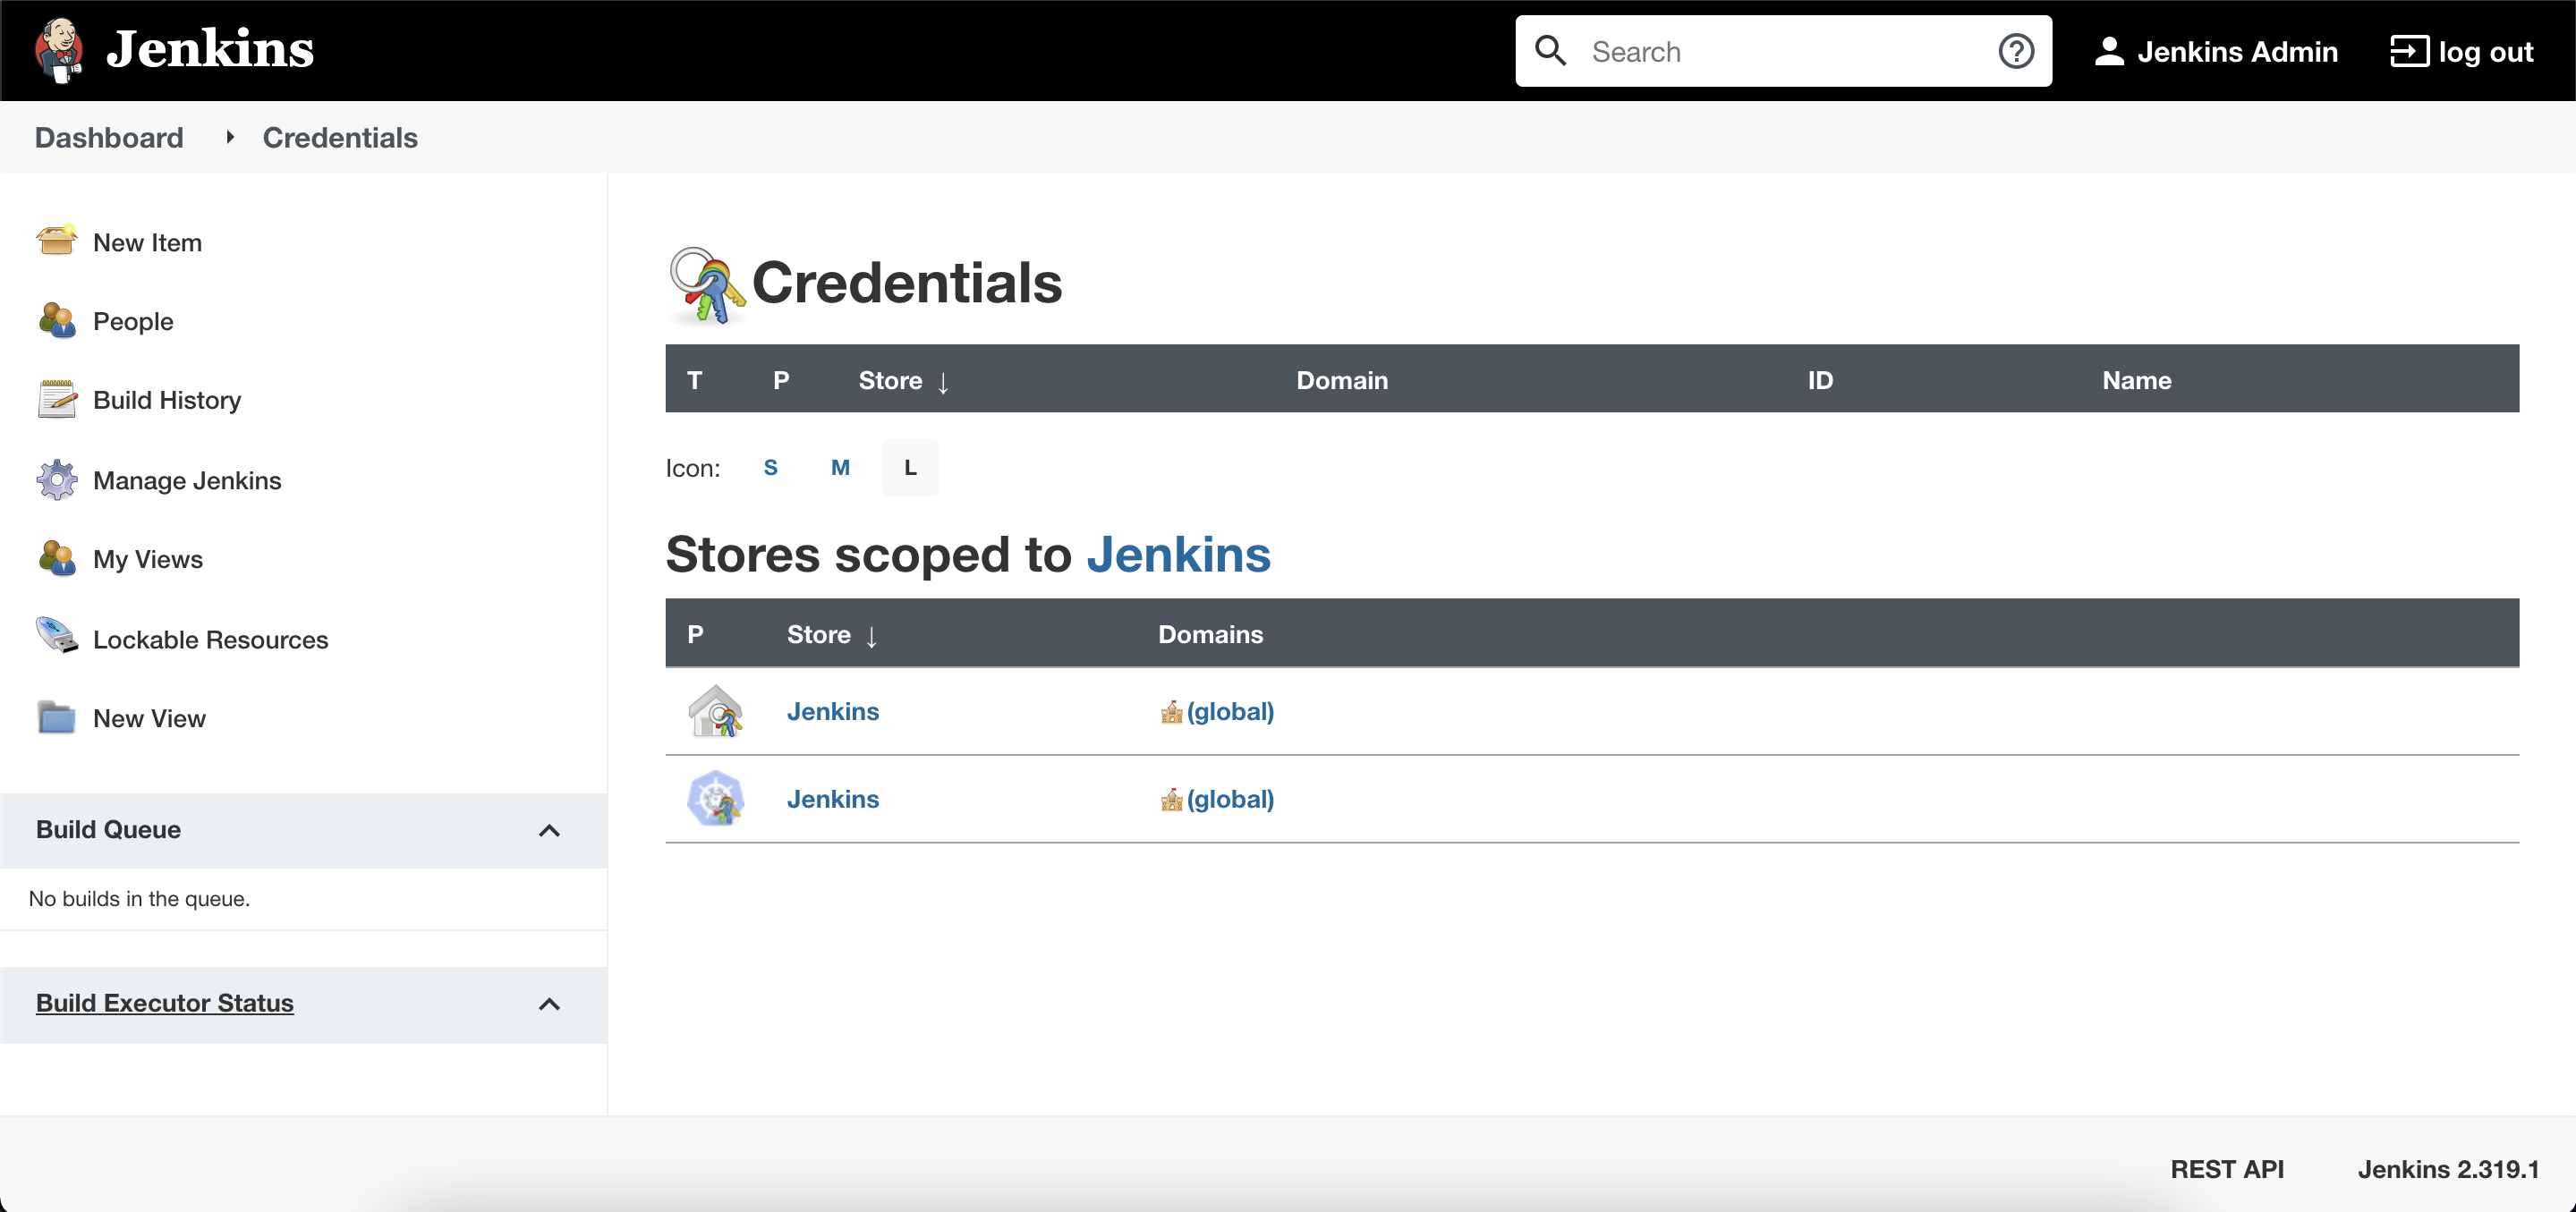 Jenkins
Search
Jenkins Admin
log out
Dashboard
Credentials
New Item
People
Build History
Manage Jenkins
My Views
Lockable Resources
New View
Build Queue
No builds in the queue.
Build Executor Status
Credentials
T P Store ↓ Domain ID Name
Icon: S M L
Stores scoped to Jenkins
P Store ↓ Domains
Jenkins (global)
Jenkins (global)
REST API
Jenkins 2.319.1